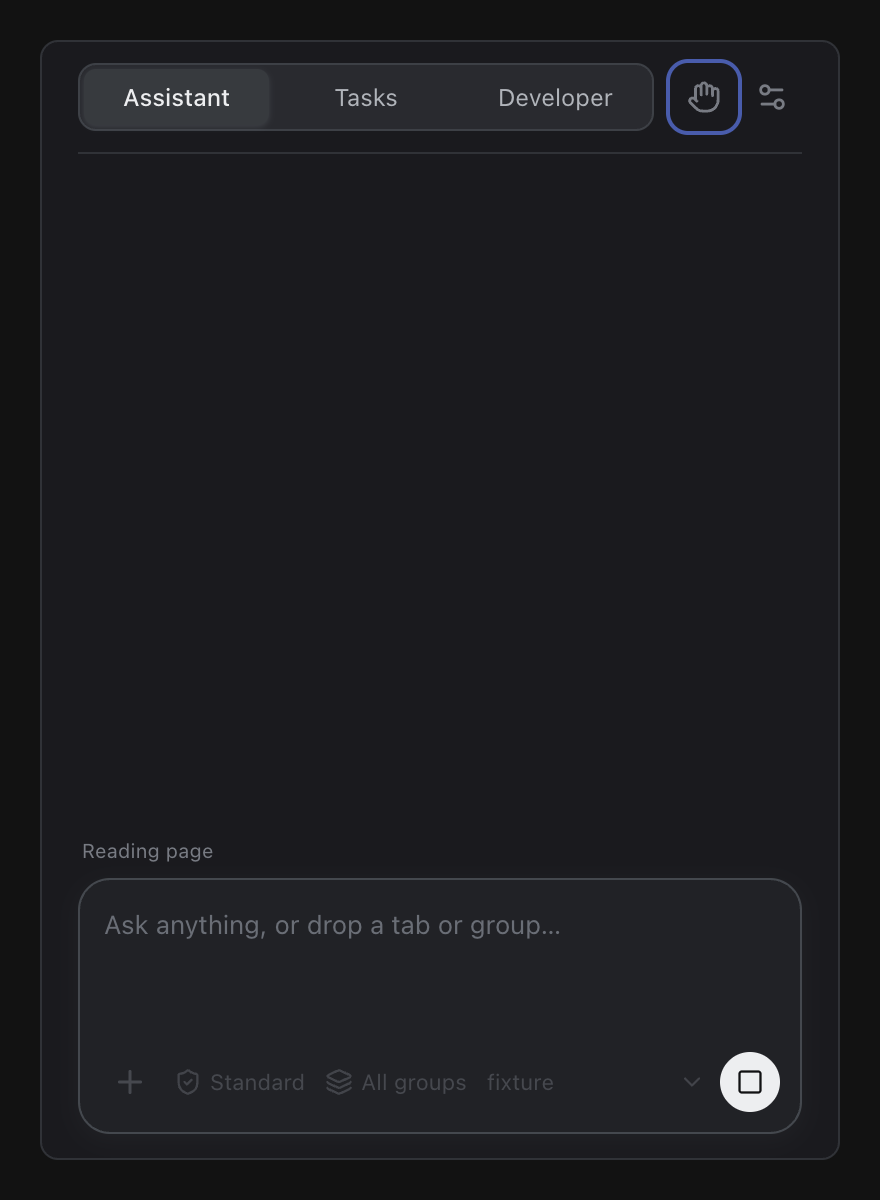 Assistant Tasks Developer
Reading page
Ask anything, or drop a tab or group...
Standard All groups fixture